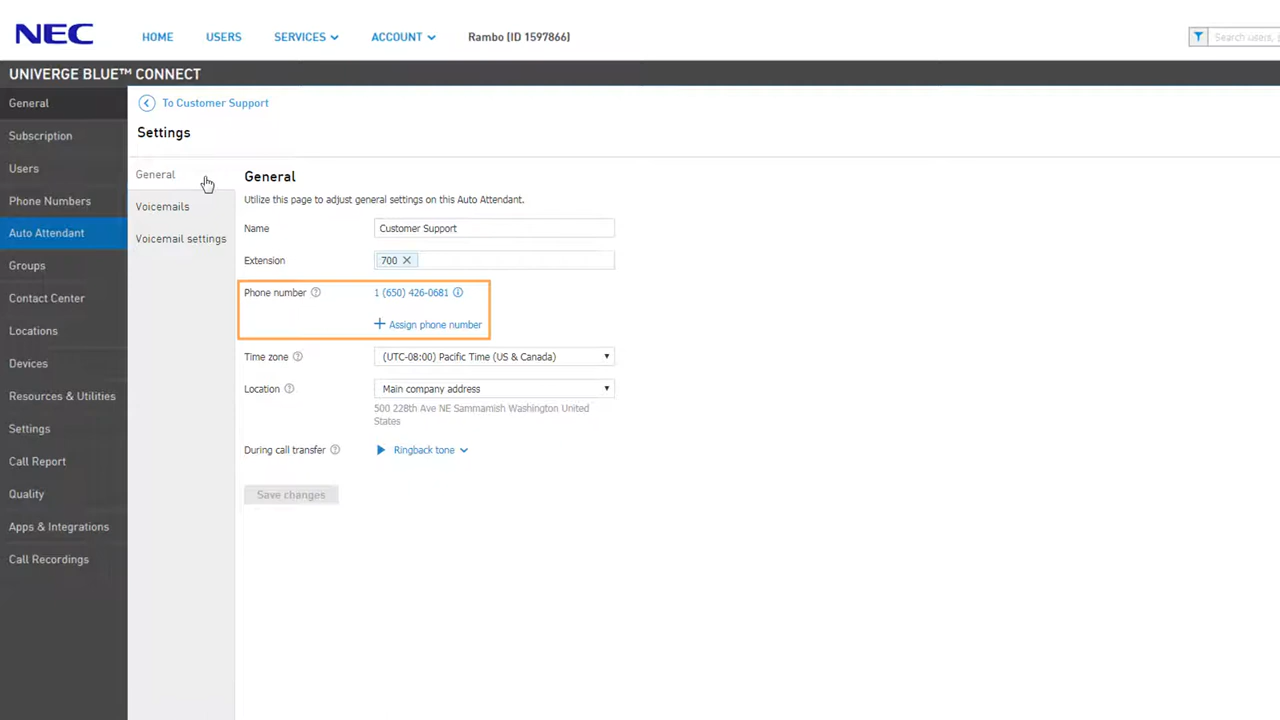 NEC
HOME
USERS
SERVICES
ACCOUNT
Rambo (ID 1597866)
Search users,
UNIVERGE BLUE™ CONNECT
General
Subscription
Users
Phone Numbers
Auto Attendant
Groups
Contact Center
Locations
Devices
Resources & Utilities
Settings
Call Report
Quality
Apps & Integrations
Call Recordings
To Customer Support
Settings
General
Voicemails
Voicemail settings
General
Utilize this page to adjust general settings on this Auto Attendant.
Name
Customer Support
Extension
700
Phone number
1 (650) 426-0681
Assign phone number
Time zone
(UTC-08:00) Pacific Time (US & Canada)
Location
Main company address
500 228th Ave NE Sammamish Washington United
States
During call transfer
Ringback tone
Save changes